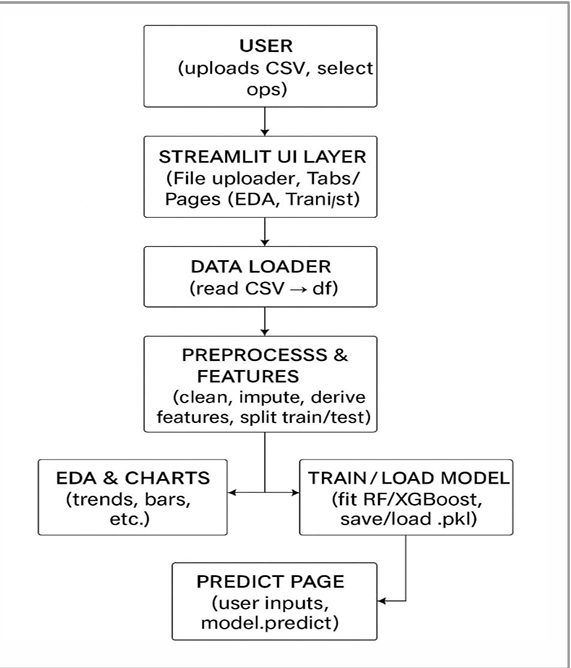 USER
(uploads CSV, select
ops)
STREAMLIT UI LAYER
(File uploader, Tabs/
Pages (EDA, Trani/st)
DATA LOADER
(read CSV → df)
PREPROCESSS &
FEATURES
(clean, impute, derive
features, split train/test)
EDA & CHARTS
(trends, bars,
etc.)
TRAIN / LOAD MODEL
(fit RF/XGBoost,
save/load .pkl)
PREDICT PAGE
(user inputs,
model.predict)